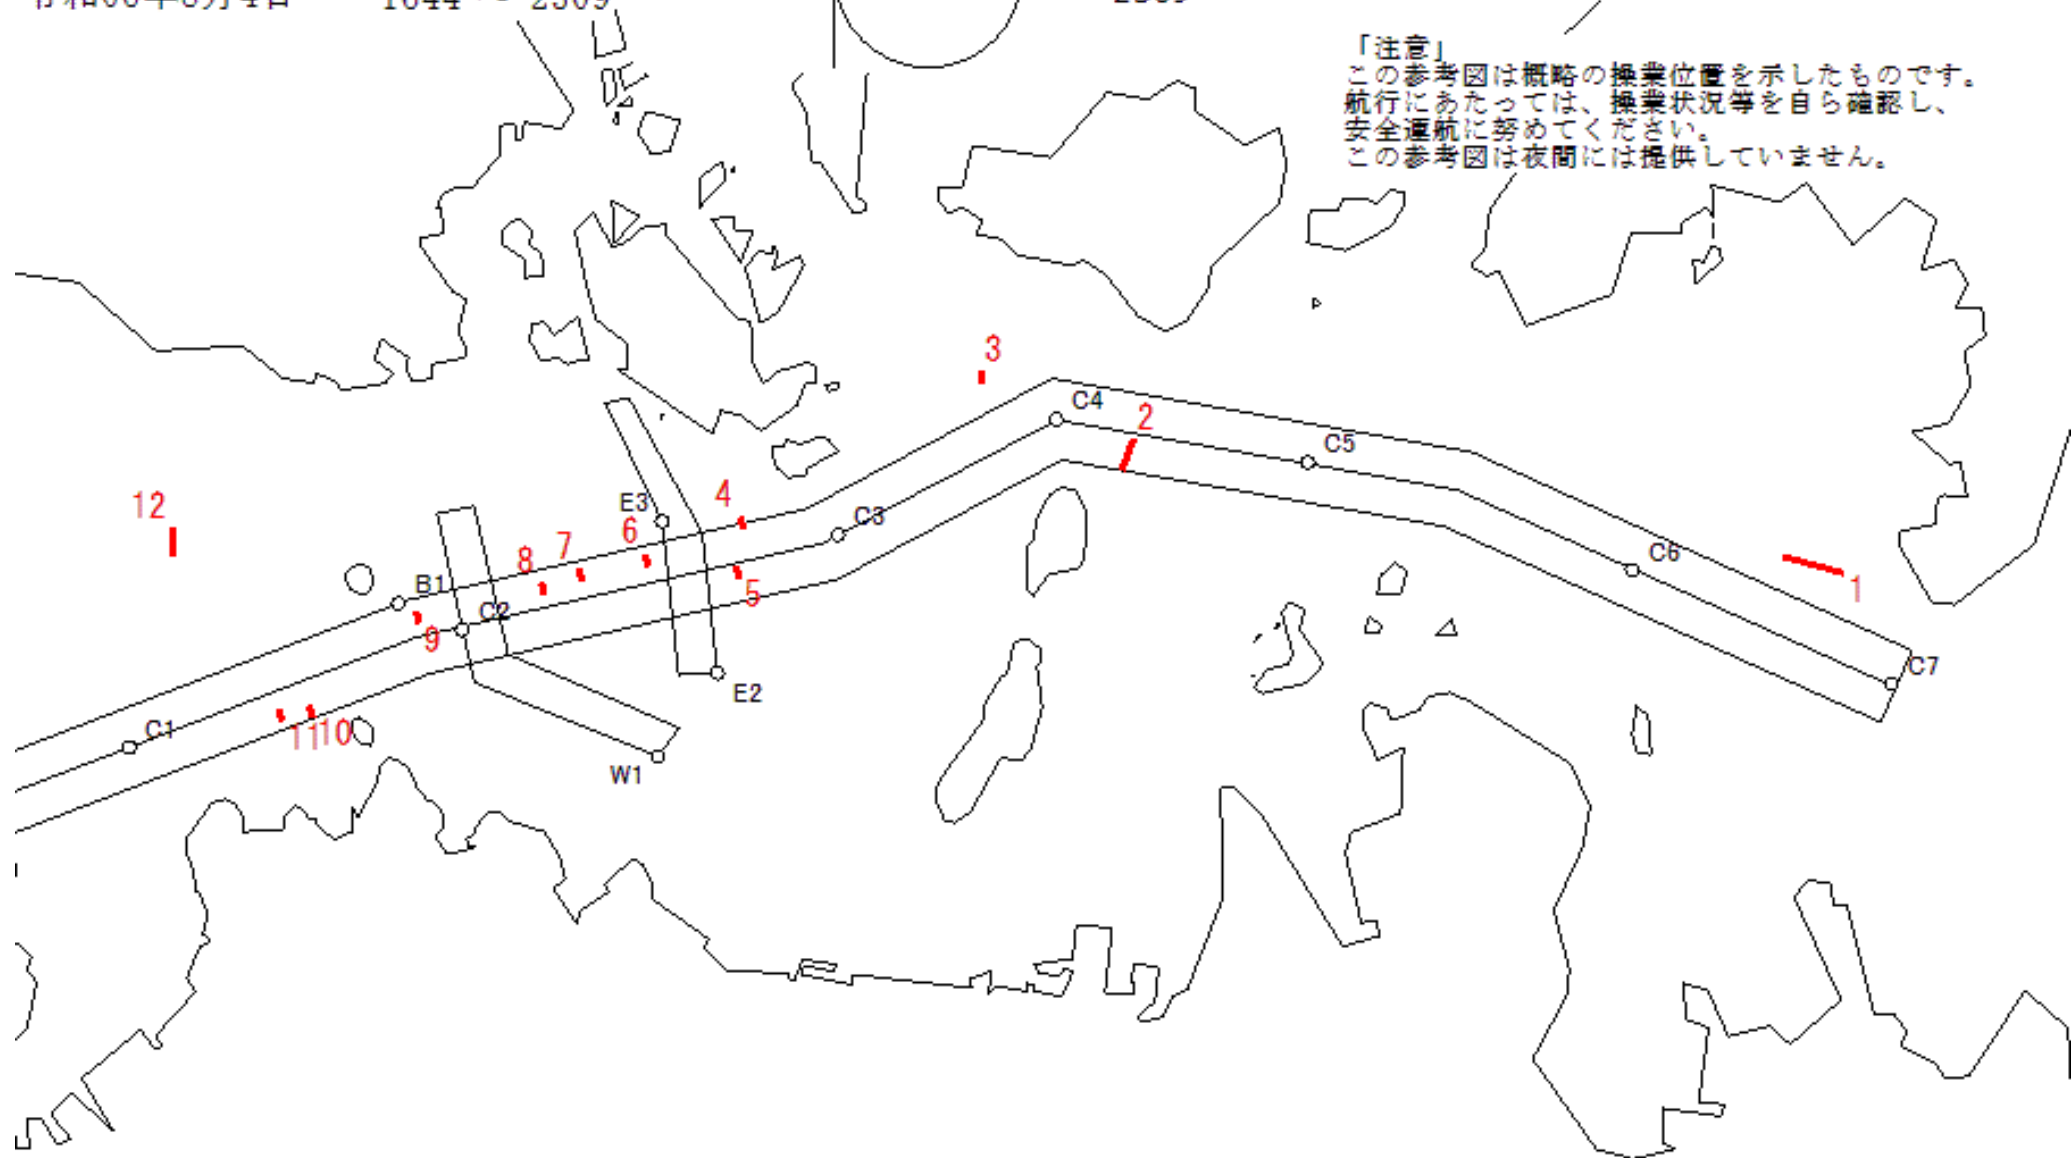 「注意」
この参考図は概略の操業位置を示したものです。
航行にあたっては、操業状況等を自ら確認し、
安全運航に努めてください。
この参考図は夜間には提供していません。
3
C4
2
C5
12
E3
4
6
C3
7
8
C6
B1
5
1
C2
9
C7
E2
C1
11
10
W1